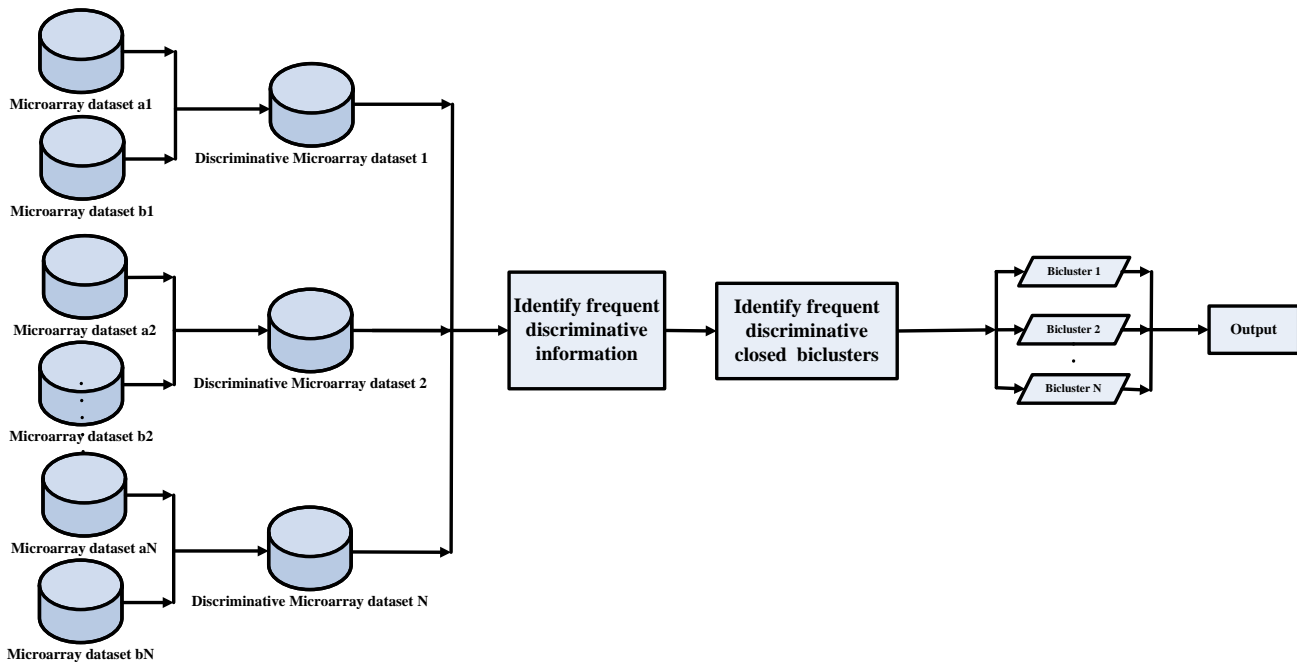 Microarray dataset a1
Microarray dataset b1
Discriminative Microarray dataset 1
Microarray dataset a2
Microarray dataset b2
Discriminative Microarray dataset 2
Microarray dataset aN
Microarray dataset bN
Discriminative Microarray dataset N
Identify frequent
discriminative
information
Identify frequent
discriminative
closed biclusters
Bicluster 1
Bicluster 2
Bicluster N
Output